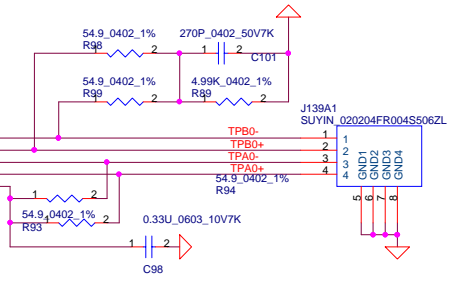 54.9_0402_1%
270P_0402_50V7K
R98
1 2
1 2
C101
54.9_0402_1%
4.99K_0402_1%
R99
R89
1 2
1 2
J139A1
SUYIN_020204FR004S506ZL
TPB0-
1 1
TPB0+
2 2
TPA0-
3 3
TPA0+
4 4
GND1
GND2
GND3
GND4
5
6
7
8
54.9_0402_1%
R94
1 2
54.9_0402_1%
R93
1 2
0.33U_0603_10V7K
1 2
C98